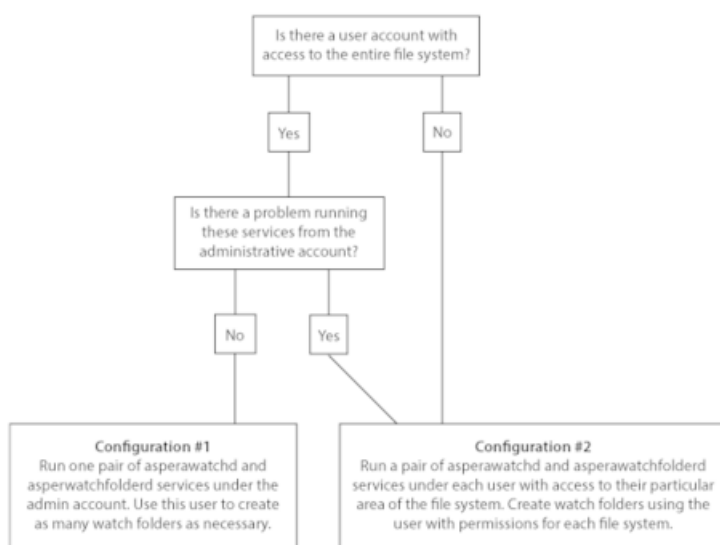 Is there a user account with
access to the entire file system?
Yes
No
Is there a problem running
these services from the
administrative account?
No
Yes
Configuration #1
Run one pair of asperawatchd and
asperwatchfolderd services under the
admin account. Use this user to create
as many watch folders as necessary.
Configuration #2
Run a pair of asperawatchd and asperawatchfolderd
services under each user with access to their particular
area of the file system. Create watch folders using the
user with permissions for each file system.